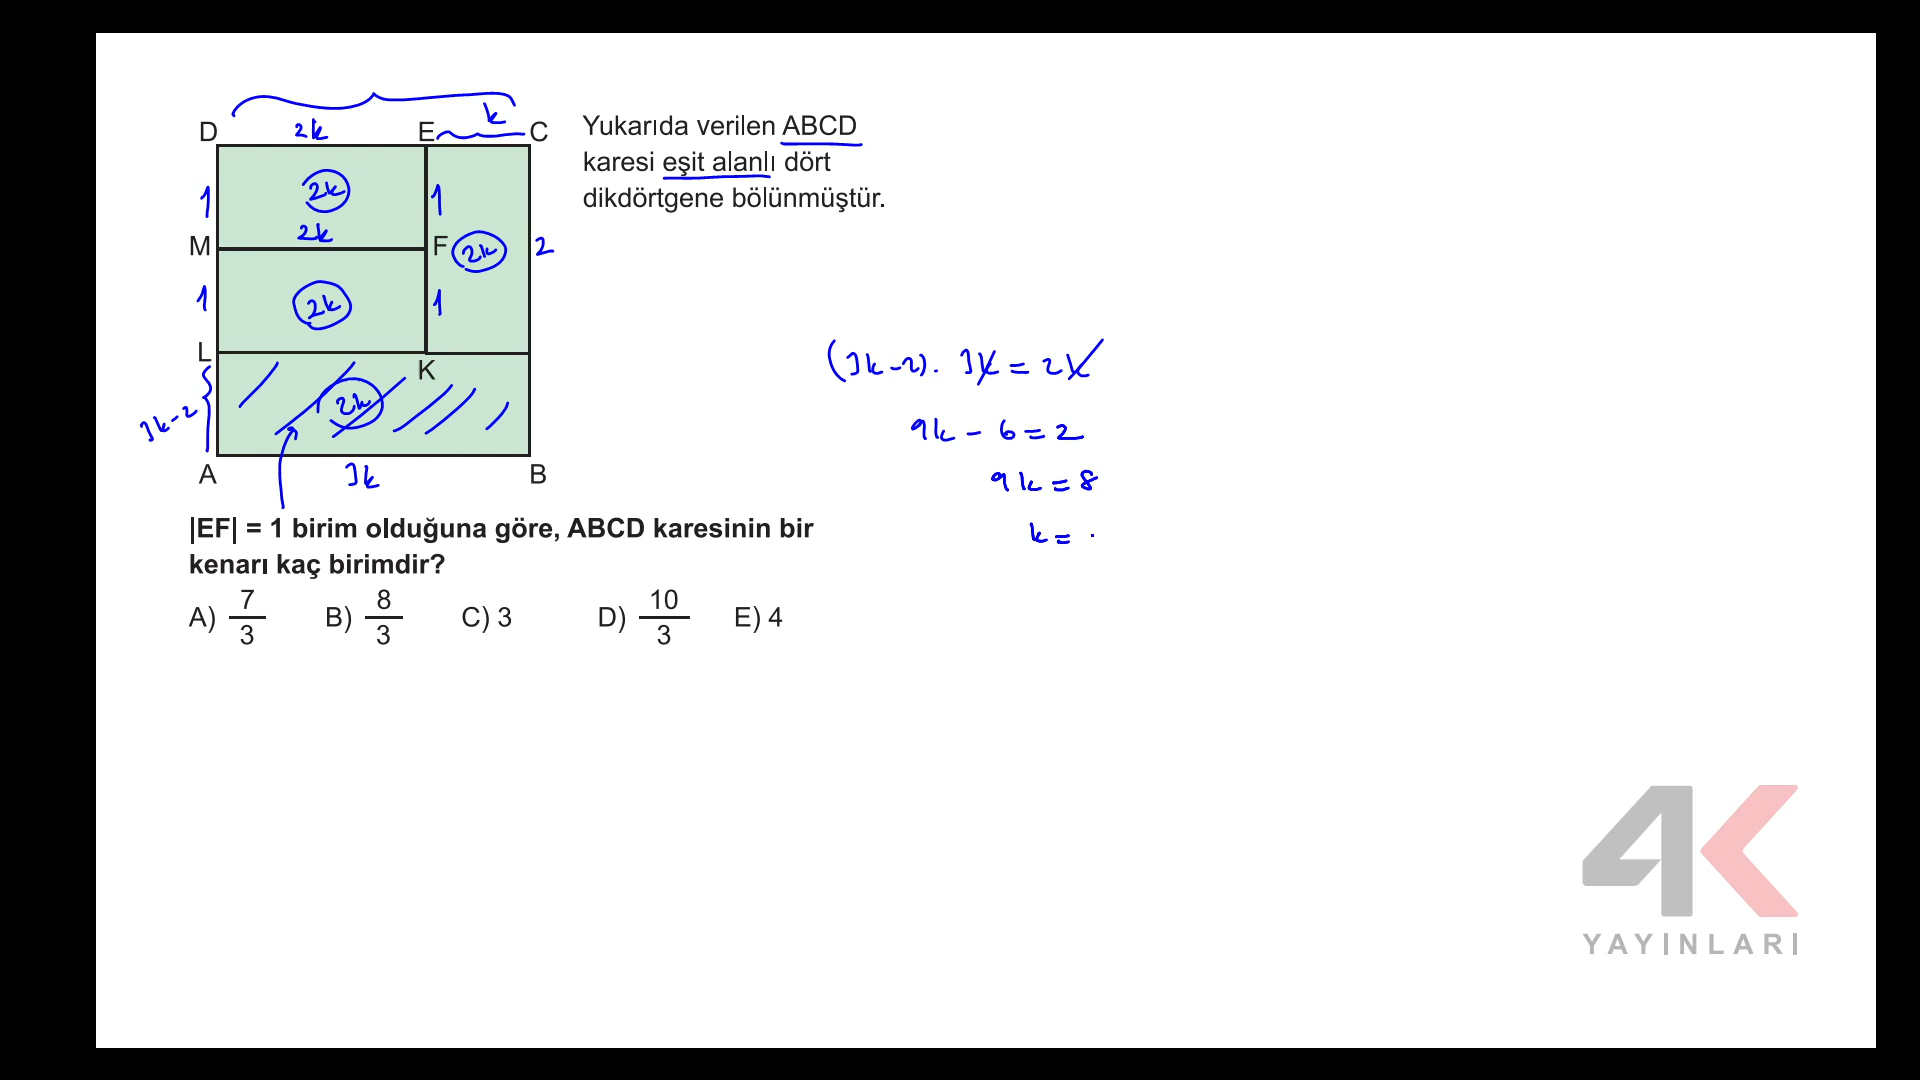 k
D 2k E C
2k
1 1
2k
M F 2k 2
1 2k 1
L K
3k-2 2k
A 3k B
Yukarıda verilen ABCD
karesi eşit alanlı dört
dikdörtgene bölünmüştür.
(3k-2). 3k = 2k
9k - 6 = 2
9k = 8
k = .
|EF| = 1 birim olduğuna göre, ABCD karesinin bir
kenarı kaç birimdir?
A) 7/3 B) 8/3 C) 3 D) 10/3 E) 4
4K
YAYINLARI